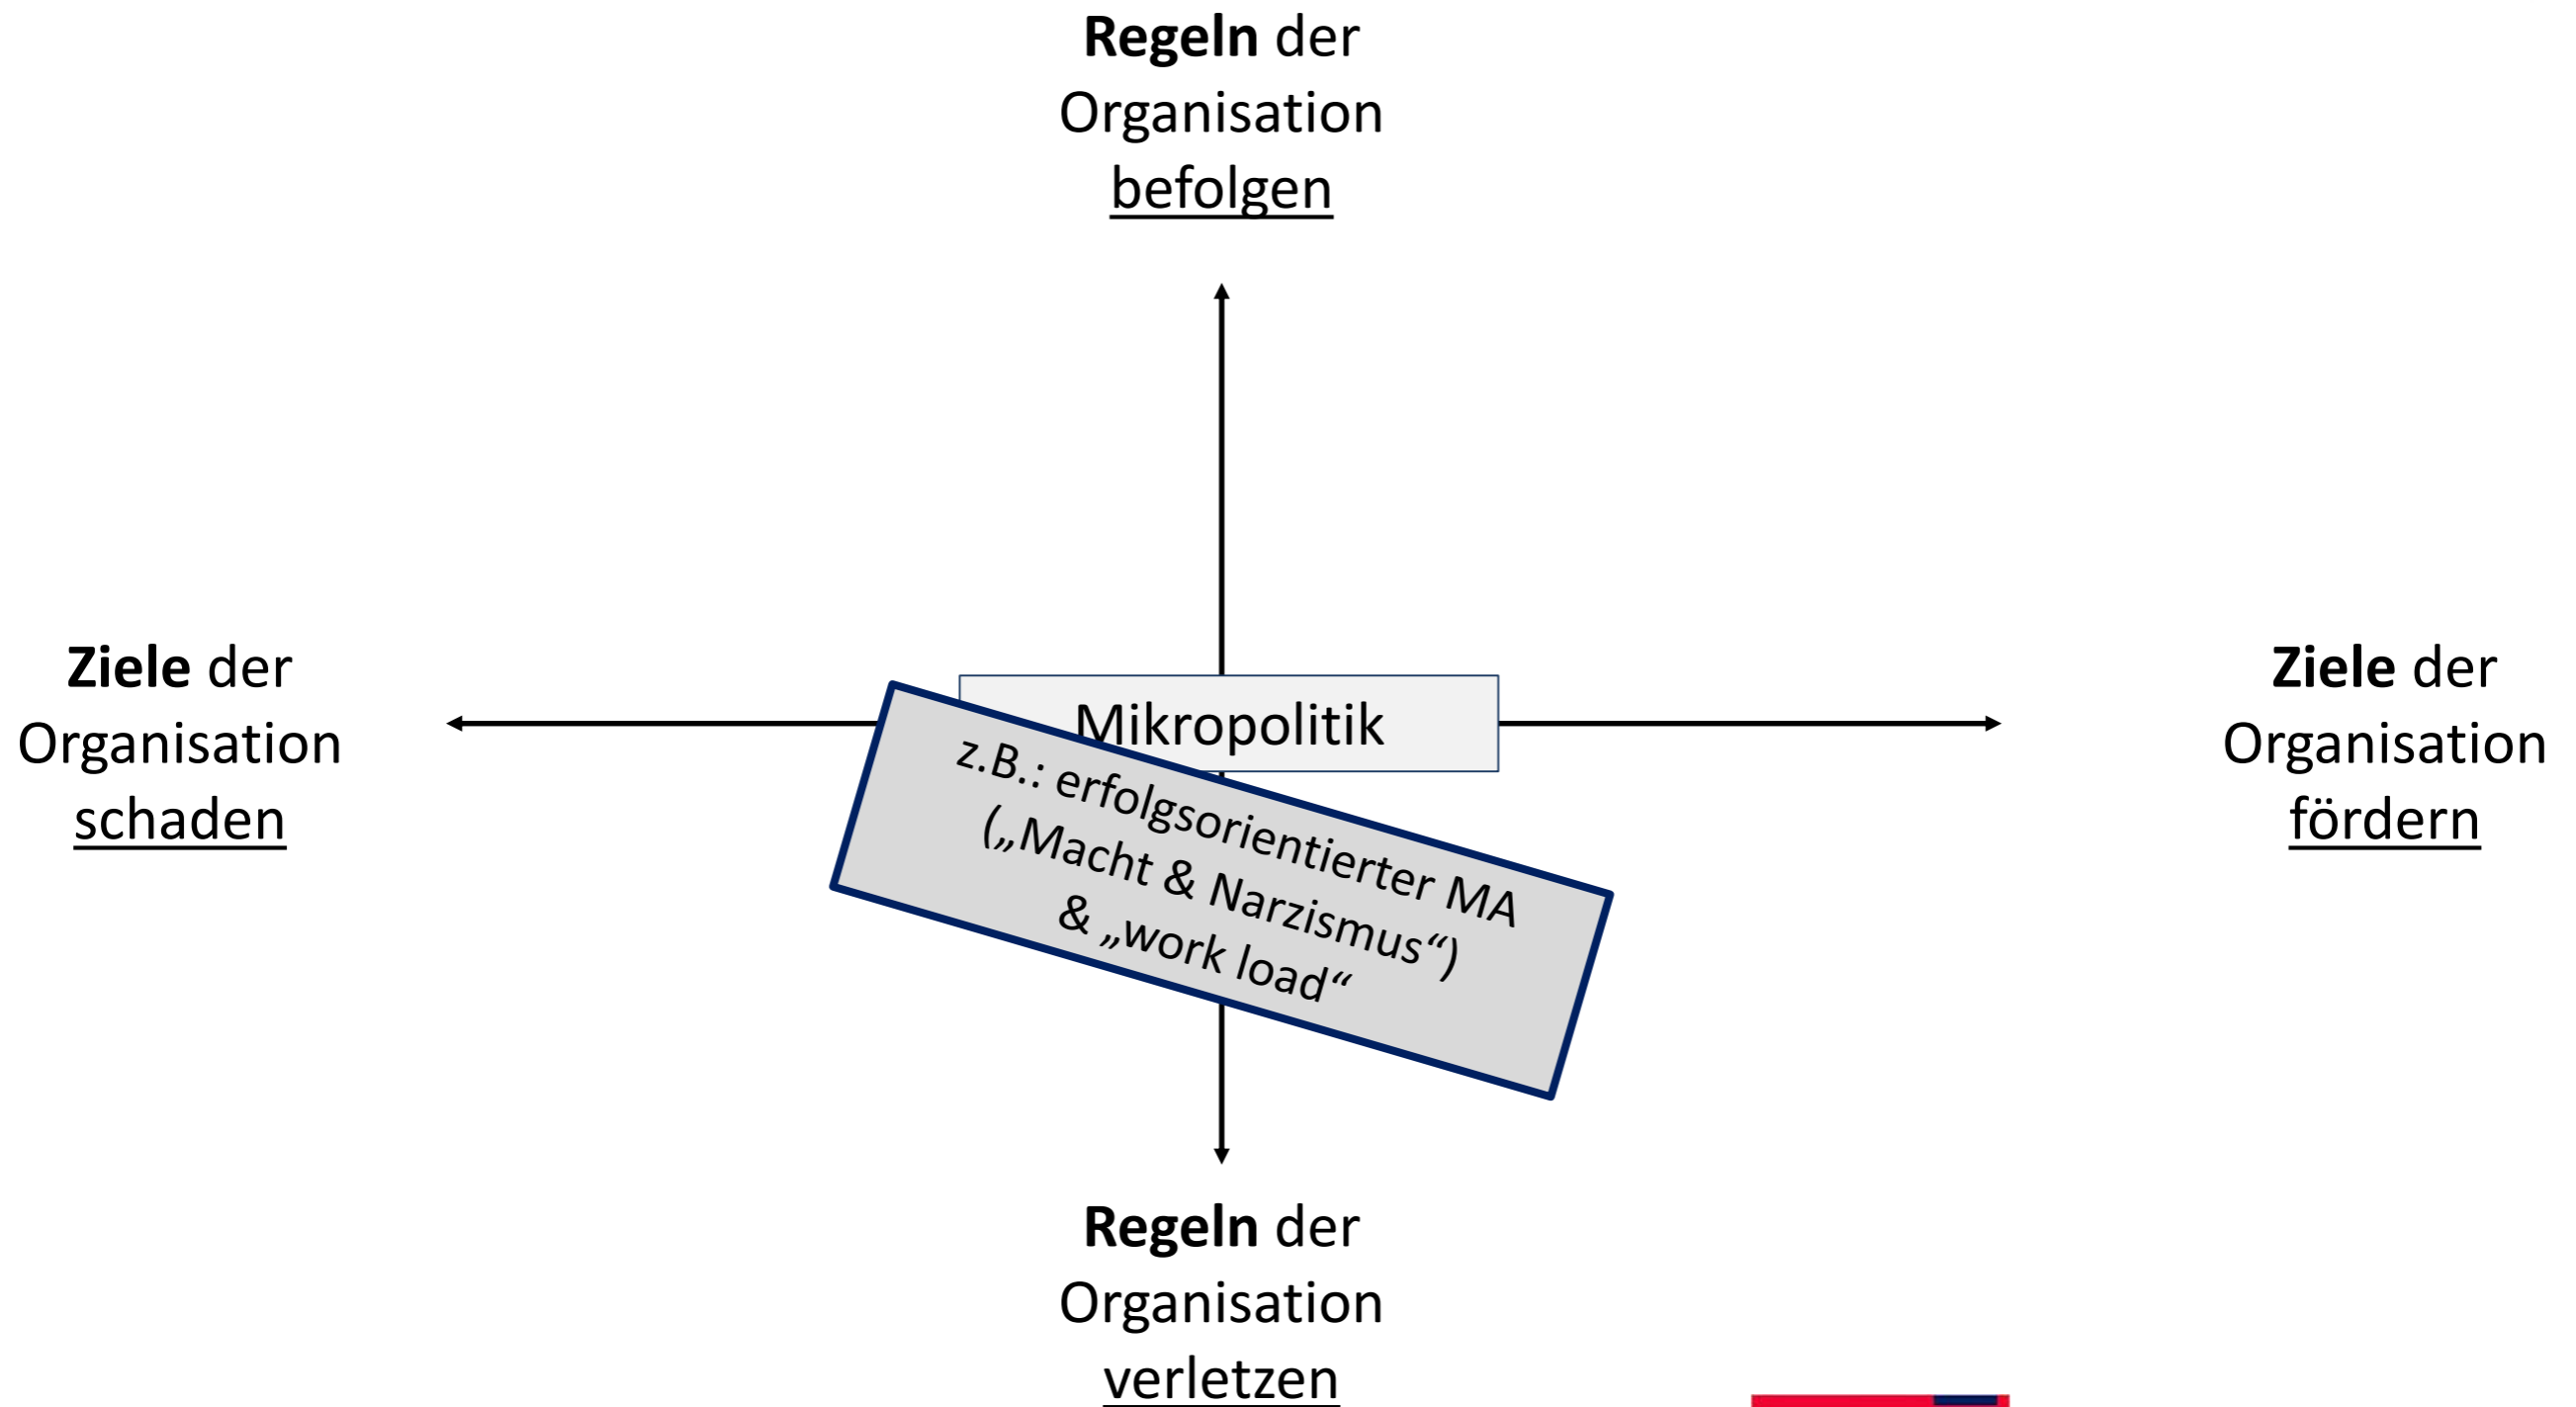 Regeln der
Organisation
befolgen
Ziele der
Organisation
schaden
Mikropolitik
z.B.: erfolgsorientierter MA
(„Macht & Narzismus“)
& „work load“
Ziele der
Organisation
fördern
Regeln der
Organisation
verletzen